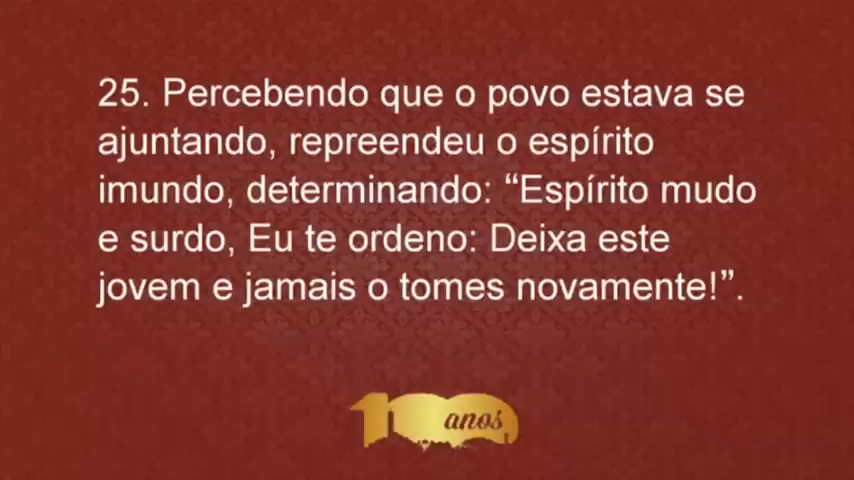 25. Percebendo que o povo estava se
ajuntando, repreendeu o espírito
imundo, determinando: “Espírito mudo
e surdo, Eu te ordeno: Deixa este
jovem e jamais o tomes novamente!”.
anos